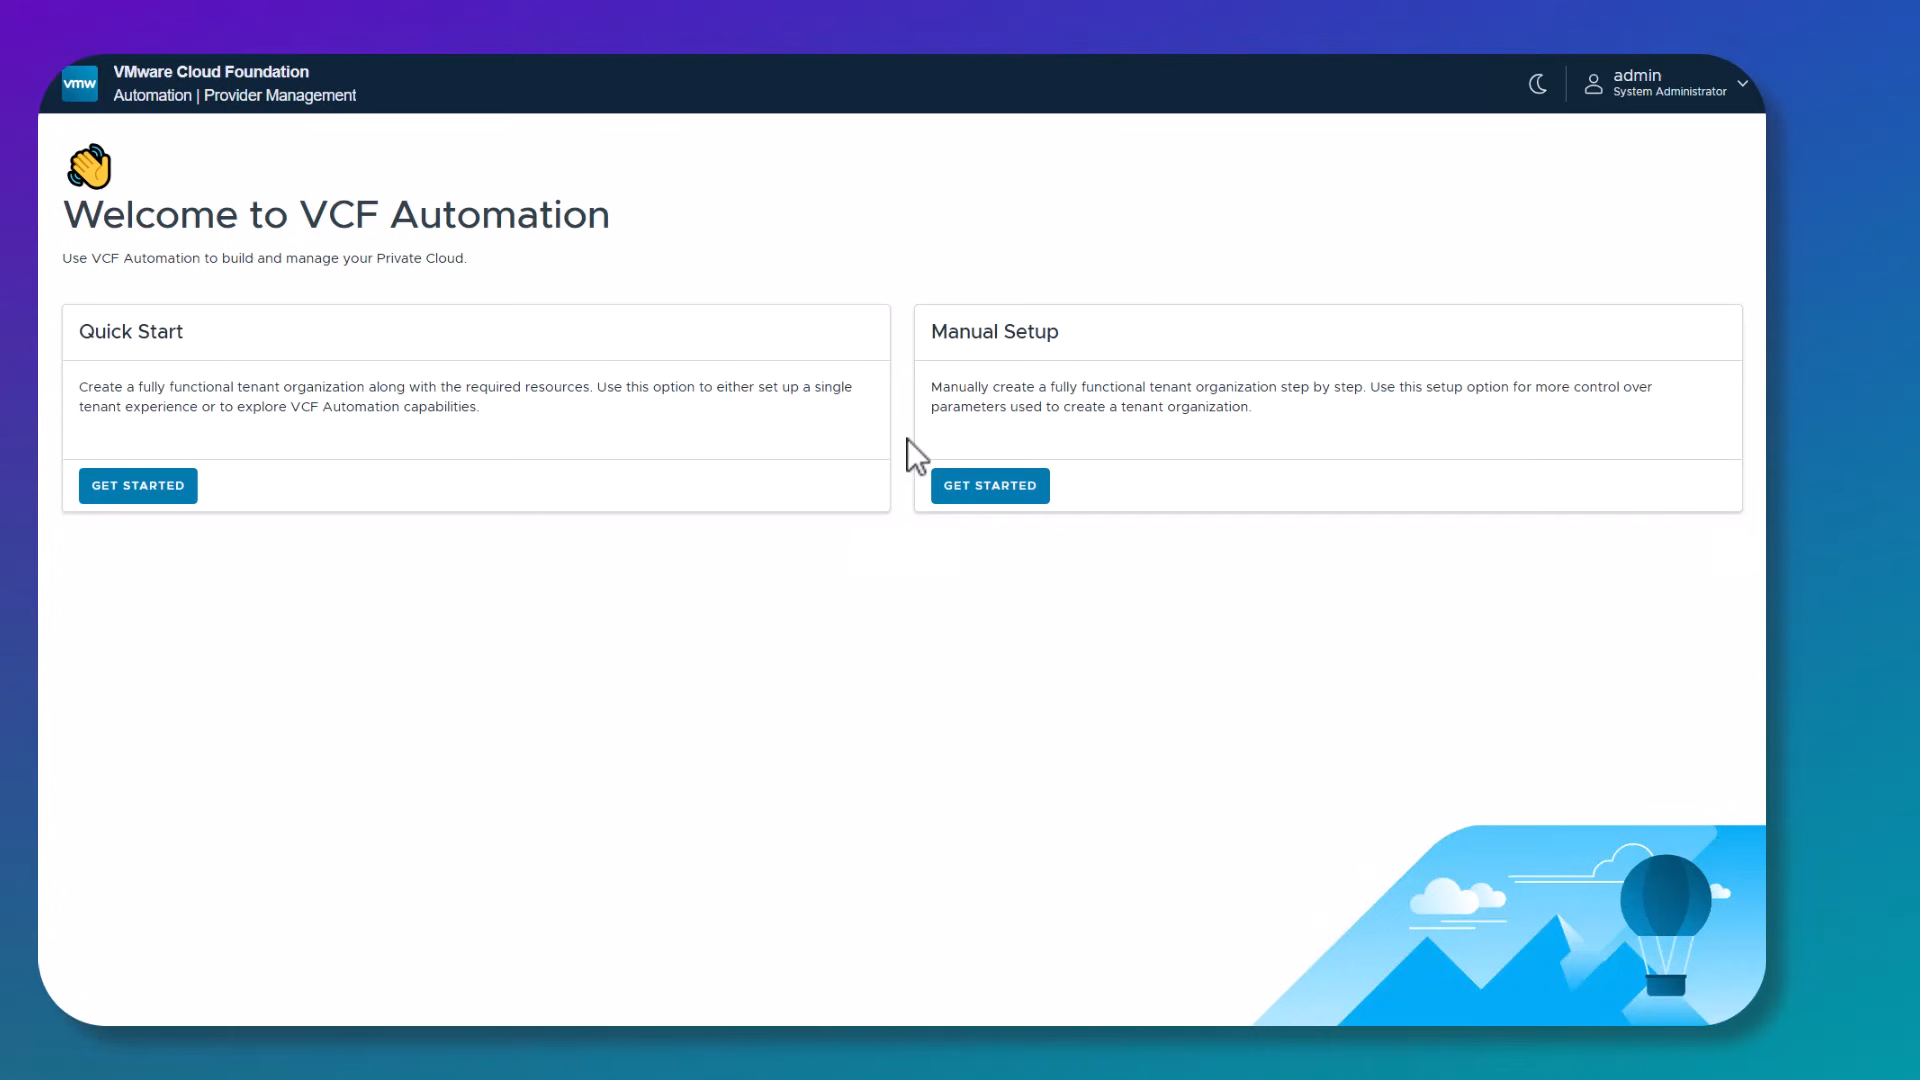 vmw
VMware Cloud Foundation
Automation | Provider Management
admin
System Administrator
Welcome to VCF Automation
Use VCF Automation to build and manage your Private Cloud.
Quick Start
Create a fully functional tenant organization along with the required resources. Use this option to either set up a single
tenant experience or to explore VCF Automation capabilities.
GET STARTED
Manual Setup
Manually create a fully functional tenant organization step by step. Use this setup option for more control over
parameters used to create a tenant organization.
GET STARTED